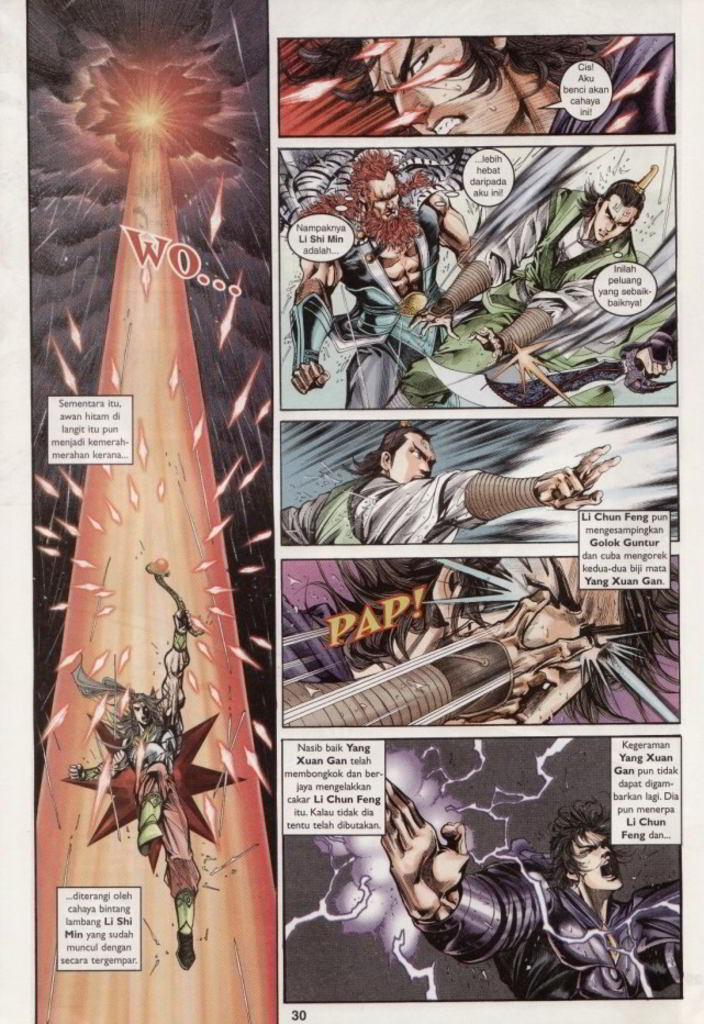 WO...
Sementara itu,
awan hitam di
langit itu pun
menjadi kemerah-
merahan kerana...
...diterangi oleh
cahaya bintang
lambang Li Shi
Min yang sudah
muncul dengan
secara tergempar.
Cis!
Aku
benci akan
cahaya
ini!
Nampaknya
Li Shi Min
adalah...
...lebih
hebat
daripada
aku ini!
Inilah
peluang
yang sebaik-
baiknya!
Li Chun Feng pun
mengesampingkan
Golok Guntur
dan cuba mengorek
kedua-dua biji mata
Yang Xuan Gan.
PAP!
Nasib baik Yang
Xuan Gan telah
membongkok dan ber-
jaya mengelakkan
cakar Li Chun Feng
itu. Kalau tidak dia
tentu telah dibutakan.
Kegeraman
Yang Xuan
Gan pun tidak
dapat digam-
barkan lagi. Dia
pun menerpa
Li Chun
Feng dan...
30